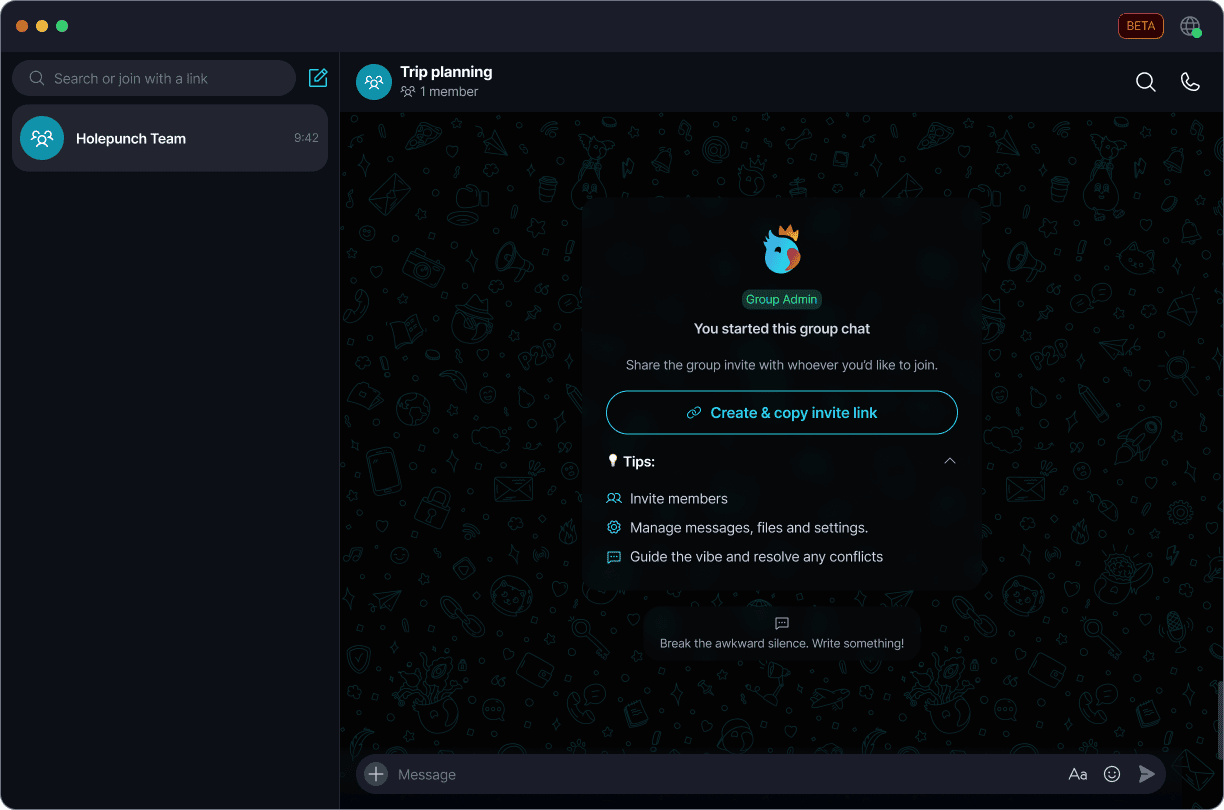 BETA
Search or join with a link
Holepunch Team
9:42
Trip planning
1 member
Group Admin
You started this group chat
Share the group invite with whoever you’d like to join.
Create & copy invite link
Tips:
Invite members
Manage messages, files and settings.
Guide the vibe and resolve any conflicts
Break the awkward silence. Write something!
Message
Aa